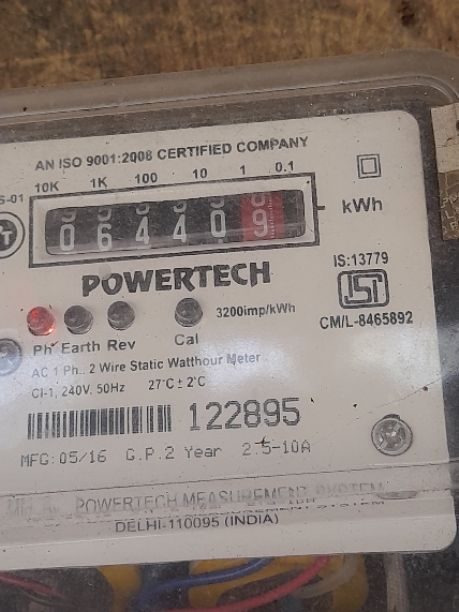 AN ISO 9001:2008 CERTIFIED COMPANY
10K 1K 100 10 1 0.1
S-01
0 6 4 4 0 9 kWh
POWERTECH
IS:13779
3200imp/kWh
ISI
CM/L-8465892
Ph Earth Rev Cal
AC 1 Ph.. 2 Wire Static Watthour Meter
Cl-1, 240V, 50Hz 27°C ± 2°C
122895
MFG:05/16 G.P.2 Year 2.5-10A
POWERTECH MEASUREMENT SYSTEM
DELHI-110095 (INDIA)